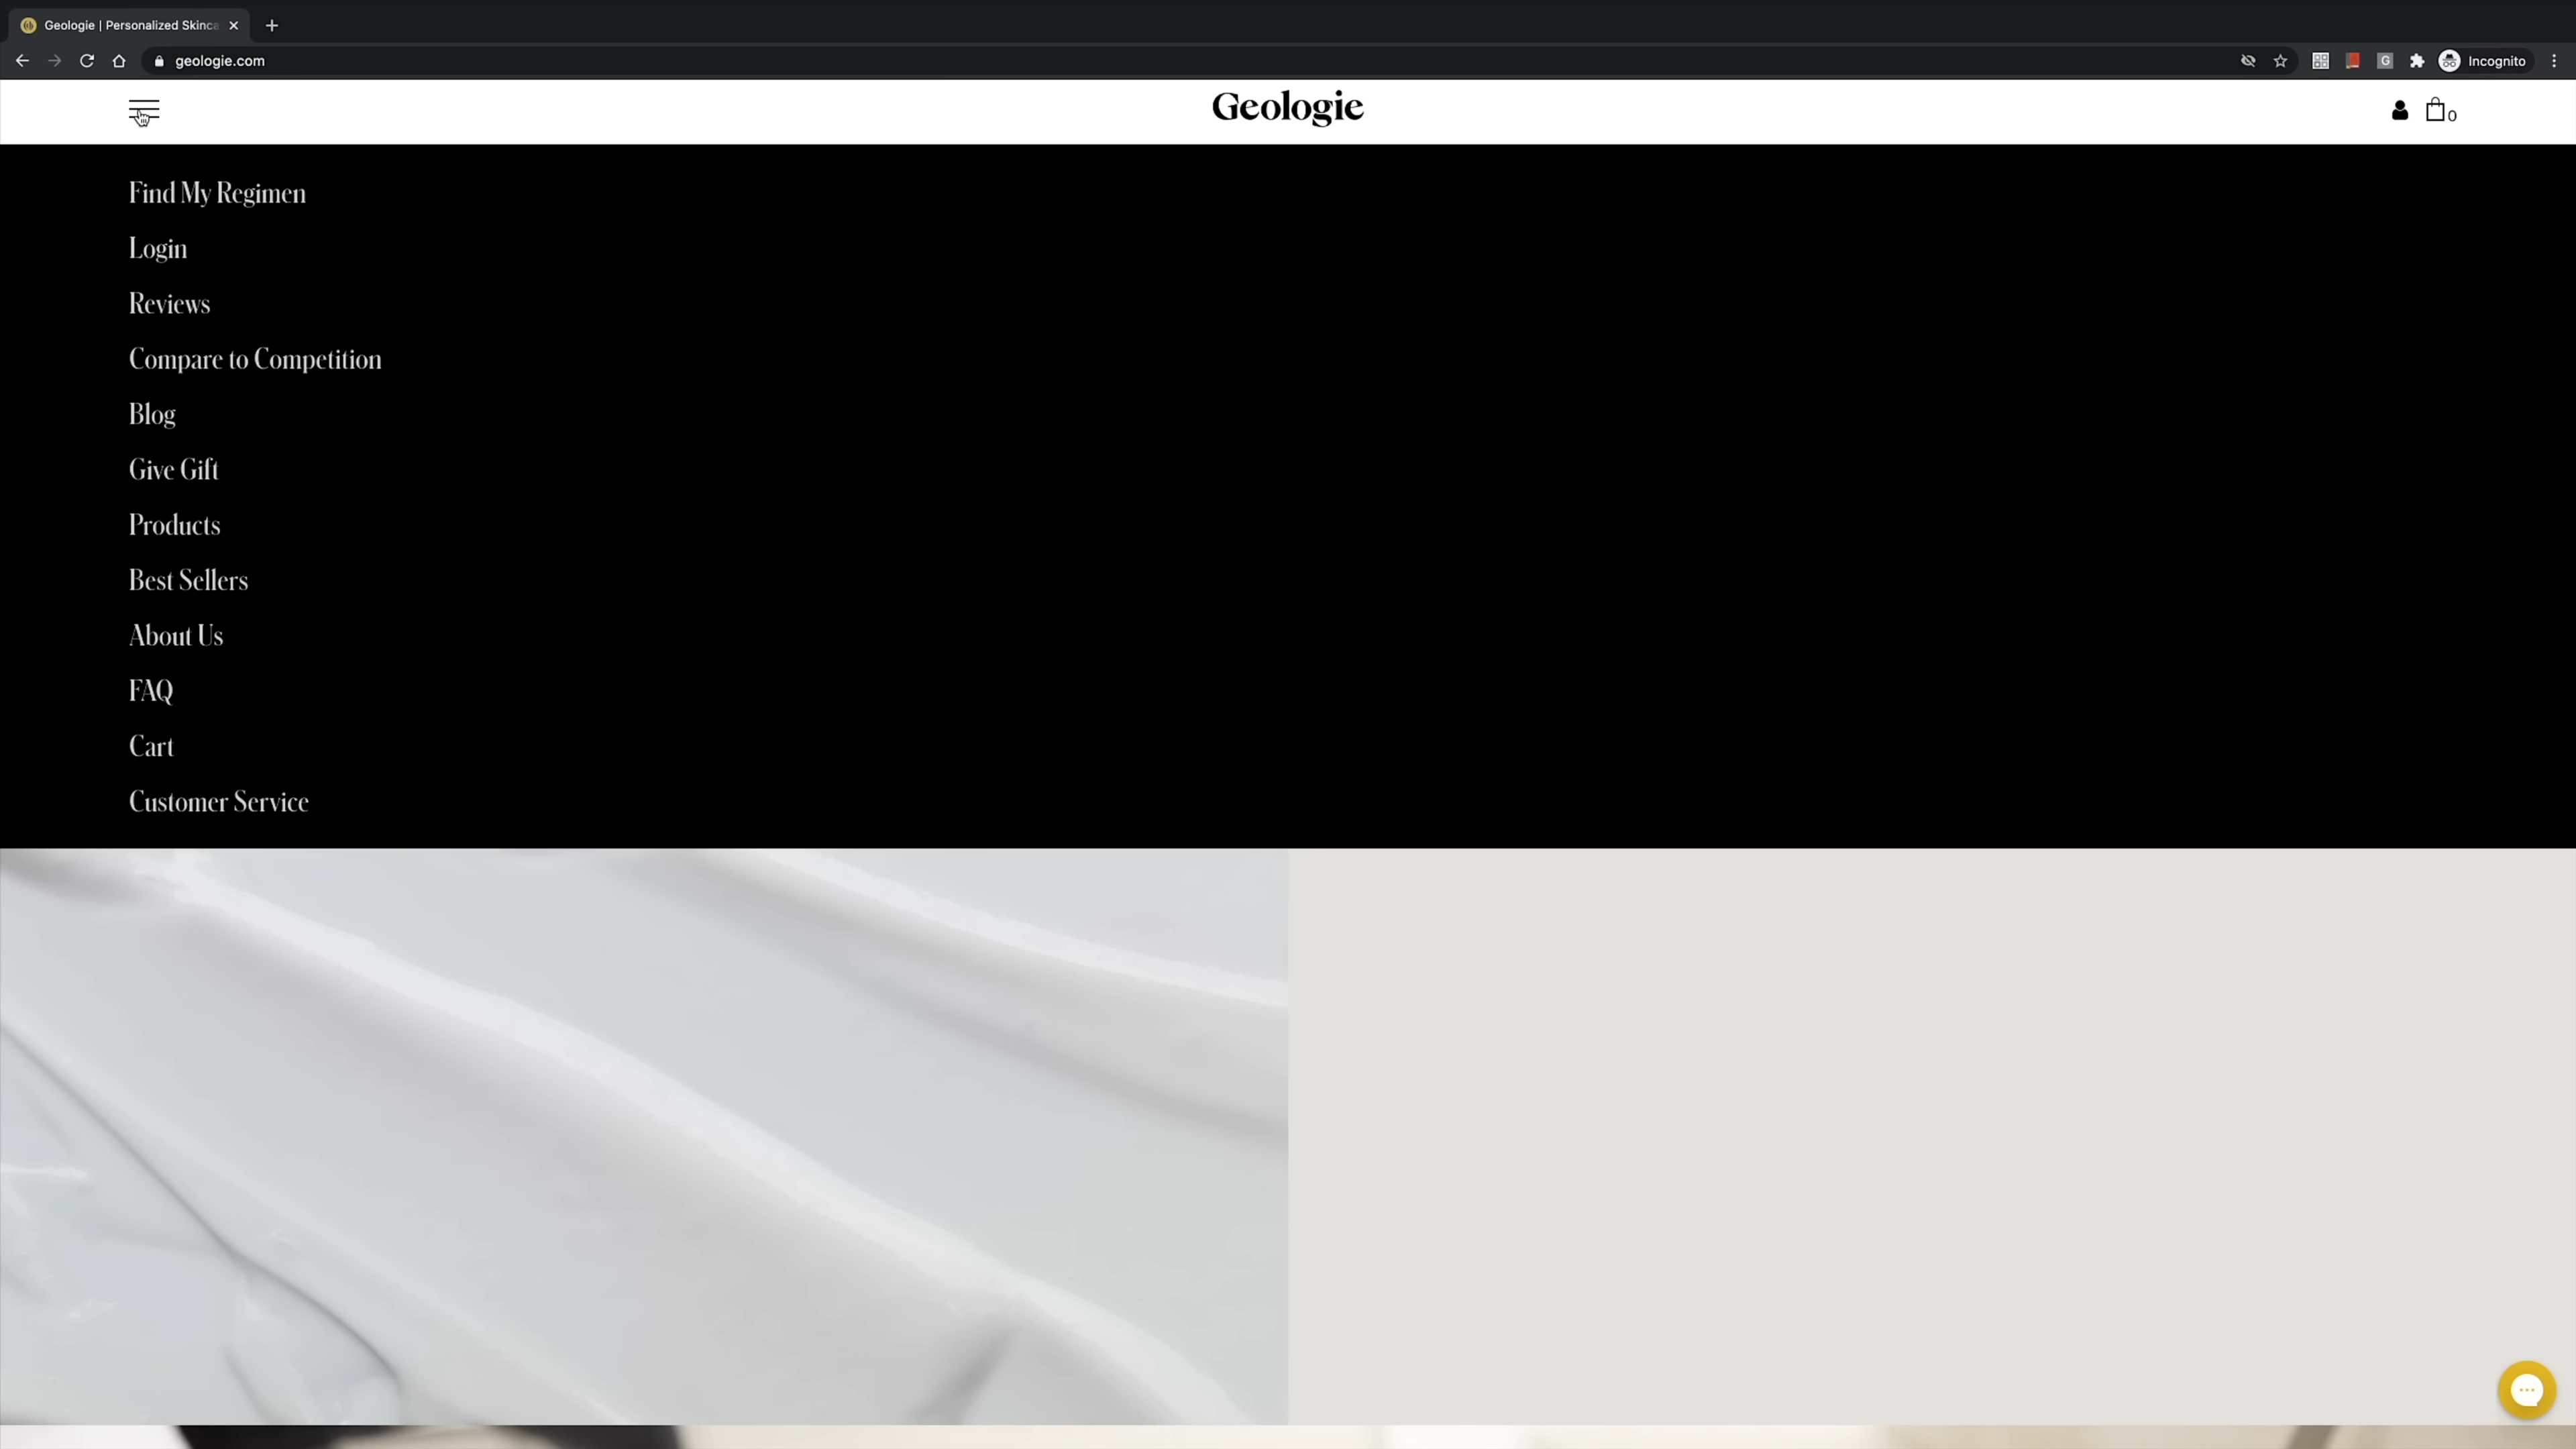 Geologie | Personalized Skinca
geologie.com
Incognito
Geologie
0
Find My Regimen
Login
Reviews
Compare to Competition
Blog
Give Gift
Products
Best Sellers
About Us
FAQ
Cart
Customer Service